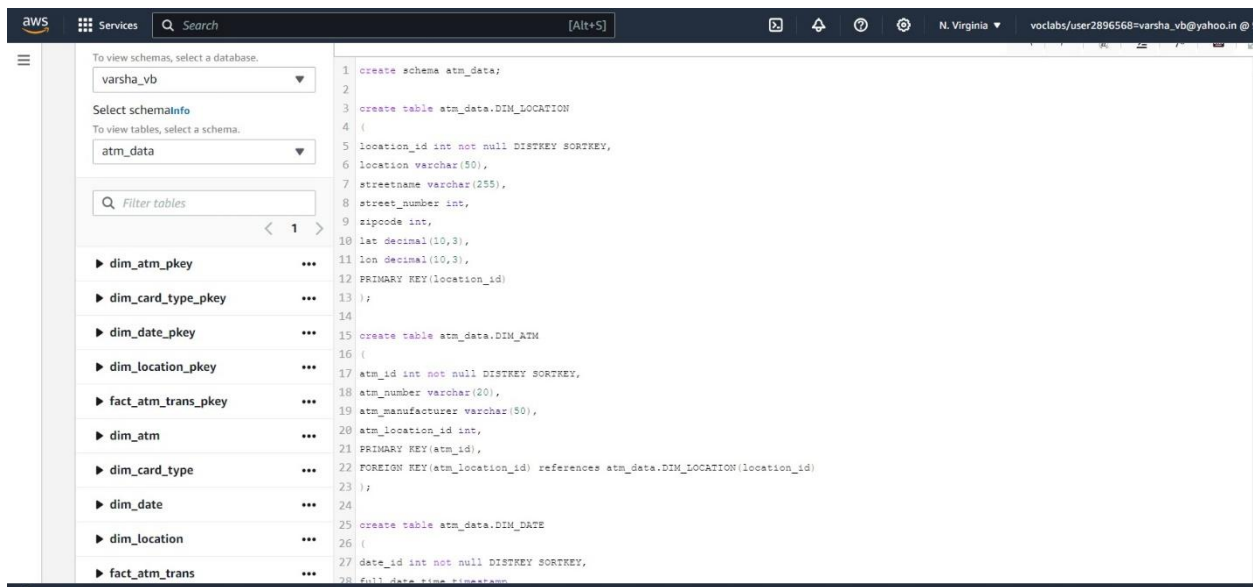 aws
Services
Search
[Alt+S]
N. Virginia ▼
voclabs/user2896568=varsha_vb@yahoo.in @
To view schemas, select a database.
varsha_vb
Select schemaInfo
To view tables, select a schema.
atm_data
Filter tables
< 1 >
dim_atm_pkey
dim_card_type_pkey
dim_date_pkey
dim_location_pkey
fact_atm_trans_pkey
dim_atm
dim_card_type
dim_date
dim_location
fact_atm_trans
1 create schema atm_data;
2
3 create table atm_data.DIM_LOCATION
4 (
5 location_id int not null DISTKEY SORTKEY,
6 location varchar(50),
7 streetname varchar(255),
8 street_number int,
9 zipcode int,
10 lat decimal(10,3),
11 lon decimal(10,3),
12 PRIMARY KEY(location_id)
13 );
14
15 create table atm_data.DIM_ATM
16 (
17 atm_id int not null DISTKEY SORTKEY,
18 atm_number varchar(20),
19 atm_manufacturer varchar(50),
20 atm_location_id int,
21 PRIMARY KEY(atm_id),
22 FOREIGN KEY(atm_location_id) references atm_data.DIM_LOCATION(location_id)
23 );
24
25 create table atm_data.DIM_DATE
26 (
27 date_id int not null DISTKEY SORTKEY,
28 full_date_time timestamp